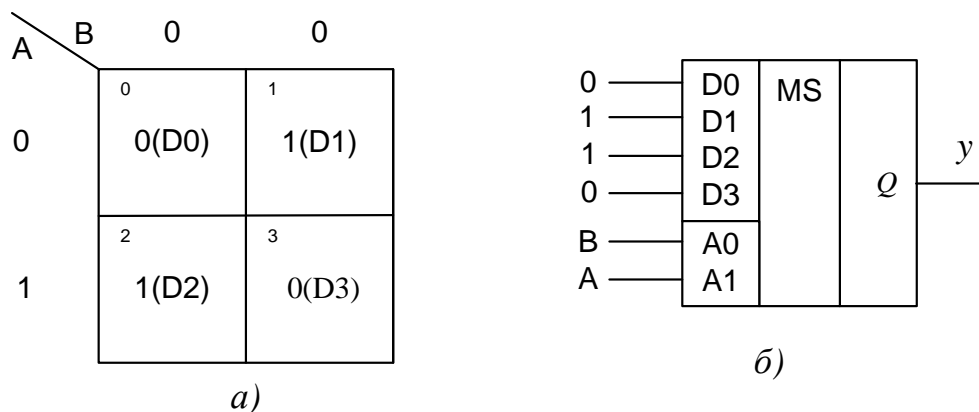 B 0 0
A
0 1
0 0(D0) 1(D1)
2 3
1 1(D2) 0(D3)
а)
0 D0 MS
1 D1
1 D2
0 D3 Q y
B A0
A A1
б)